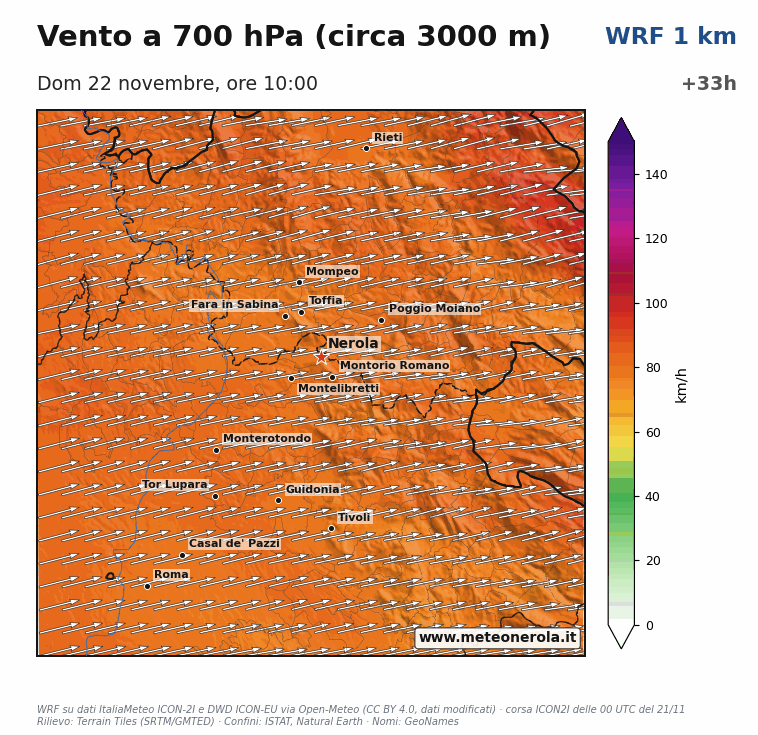 Vento a 700 hPa (circa 3000 m)
WRF 1 km
Dom 22 novembre, ore 10:00
+33h
Rieti
Mompeo
Fara in Sabina
Toffia
Poggio Moiano
Nerola
Montorio Romano
Montelibretti
Monterotondo
Tor Lupara
Guidonia
Tivoli
Casal de' Pazzi
Roma
www.meteonerola.it
140
120
100
80
60
40
20
0
km/h
WRF su dati ItaliaMeteo ICON-2I e DWD ICON-EU via Open-Meteo (CC BY 4.0, dati modificati) · corsa ICON2I delle 00 UTC del 21/11
Rilievo: Terrain Tiles (SRTM/GMTED) · Confini: ISTAT, Natural Earth · Nomi: GeoNames